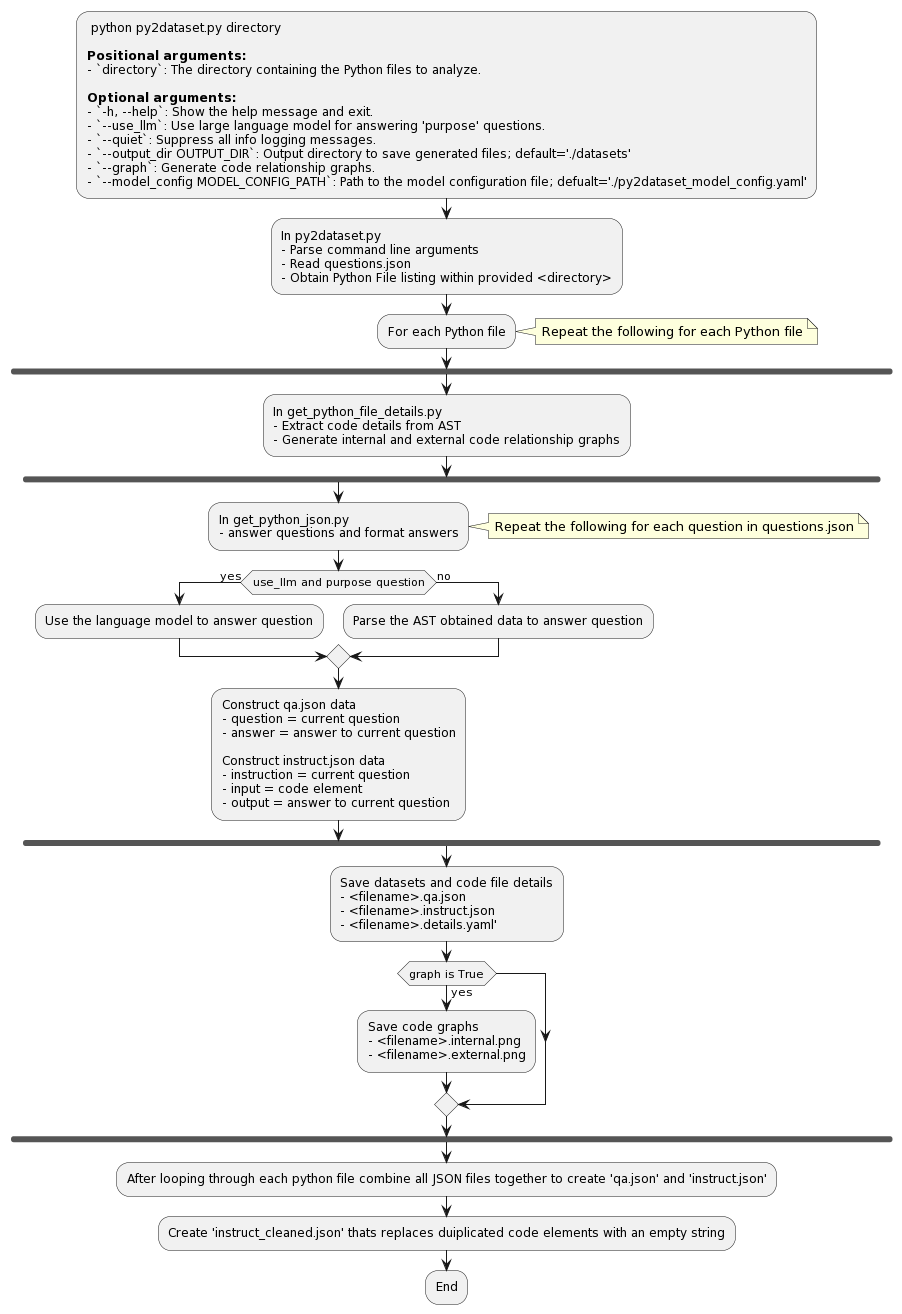 python py2dataset.py directory
Positional arguments:
- `directory`: The directory containing the Python files to analyze.
Optional arguments:
- `-h, --help`: Show the help message and exit.
- `--use_llm`: Use large language model for answering 'purpose' questions.
- `--quiet`: Suppress all info logging messages.
- `--output_dir OUTPUT_DIR`: Output directory to save generated files; default='./datasets'
- `--graph`: Generate code relationship graphs.
- `--model_config MODEL_CONFIG_PATH`: Path to the model configuration file; defualt='./py2dataset_model_config.yaml'
In py2dataset.py
- Parse command line arguments
- Read questions.json
- Obtain Python File listing within provided <directory>
For each Python file
Repeat the following for each Python file
In get_python_file_details.py
- Extract code details from AST
- Generate internal and external code relationship graphs
In get_python_json.py
- answer questions and format answers
Repeat the following for each question in questions.json
yes
use_llm and purpose question
no
Use the language model to answer question
Parse the AST obtained data to answer question
Construct qa.json data
- question = current question
- answer = answer to current question
Construct instruct.json data
- instruction = current question
- input = code element
- output = answer to current question
Save datasets and code file details
- <filename>.qa.json
- <filename>.instruct.json
- <filename>.details.yaml'
graph is True
yes
Save code graphs
- <filename>.internal.png
- <filename>.external.png
After looping through each python file combine all JSON files together to create 'qa.json' and 'instruct.json'
Create 'instruct_cleaned.json' thats replaces duiplicated code elements with an empty string
End